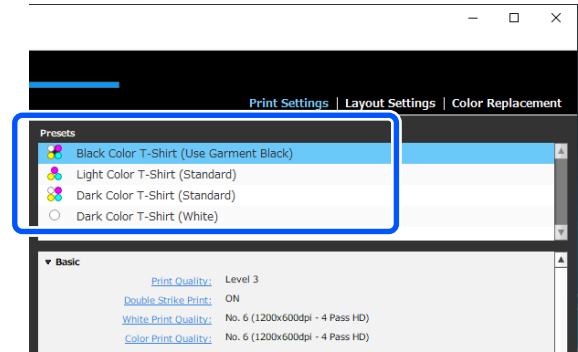 Print Settings | Layout Settings | Color Replacement
Presets
Black Color T-Shirt (Use Garment Black)
Light Color T-Shirt (Standard)
Dark Color T-Shirt (Standard)
Dark Color T-Shirt (White)
Basic
Print Quality: Level 3
Double Strike Print: ON
White Print Quality: No. 6 (1200x600dpi - 4 Pass HD)
Color Print Quality: No. 6 (1200x600dpi - 4 Pass HD)